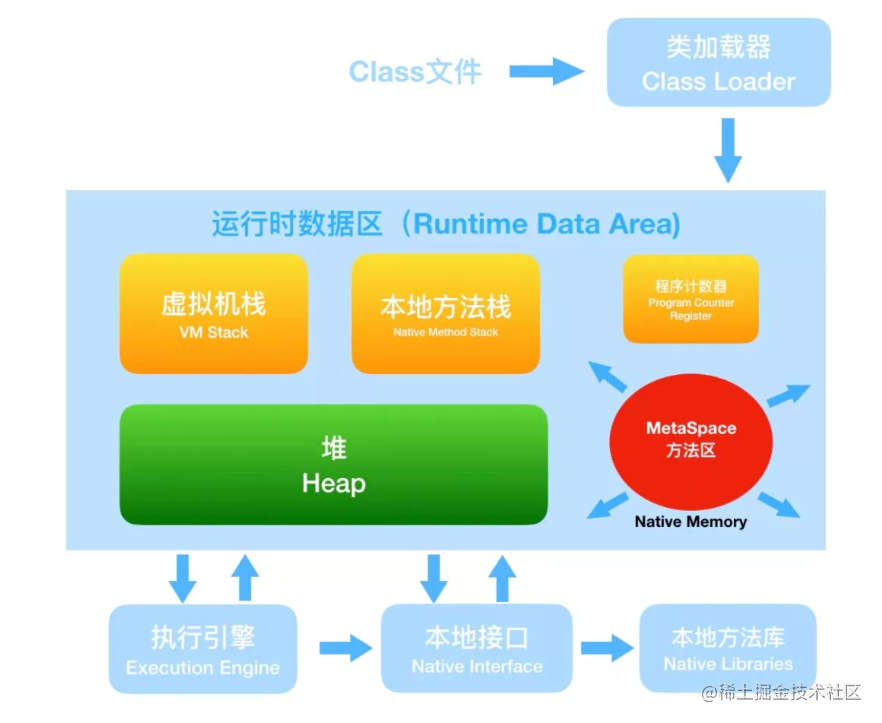 Class文件
类加载器
Class Loader
运行时数据区（Runtime Data Area)
虚拟机栈
VM Stack
本地方法栈
Native Method Stack
程序计数器
Program Counter
Register
堆
Heap
MetaSpace
方法区
Native Memory
执行引擎
Execution Engine
本地接口
Native Interface
本地方法库
Native Libraries
@稀土掘金技术社区